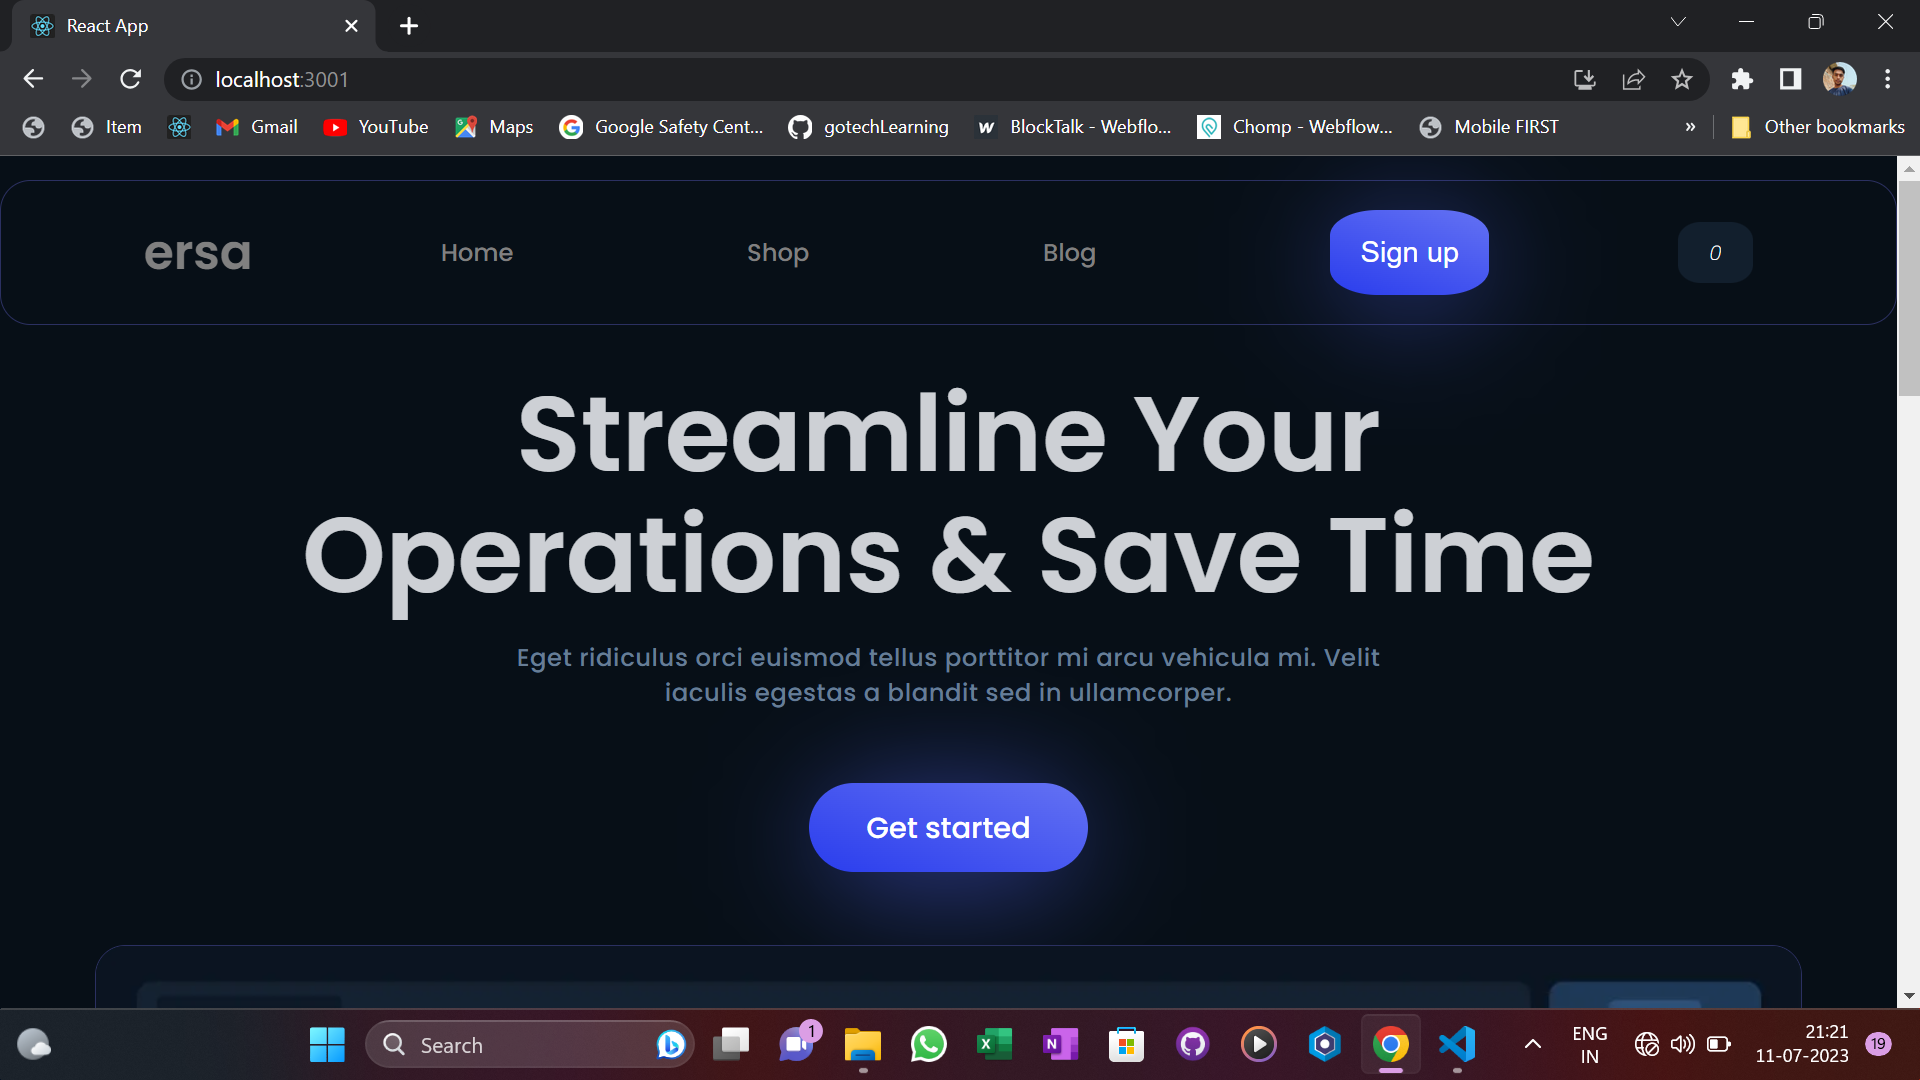 React App
localhost:3001
Item
Gmail
YouTube
Maps
Google Safety Cent...
gotechLearning
BlockTalk - Webflo...
Chomp - Webflow...
Mobile FIRST
»
Other bookmarks
ersa
Home
Shop
Blog
Sign up
0
Streamline Your
Operations & Save Time
Eget ridiculus orci euismod tellus porttitor mi arcu vehicula mi. Velit
iaculis egestas a blandit sed in ullamcorper.
Get started
Search
1
ENG
IN
21:21
11-07-2023
19